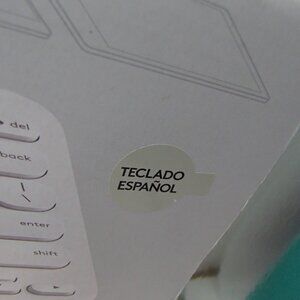 del
back
|
\
TECLADO
ESPAÑOL
enter
shift